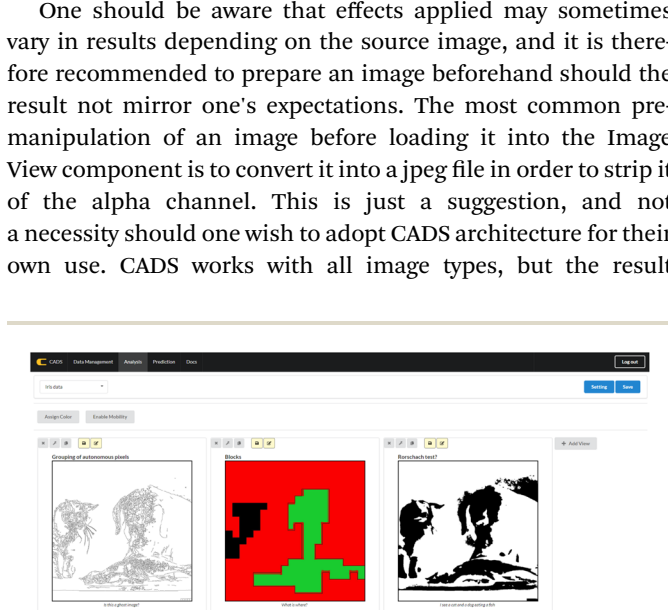 One should be aware that effects applied may sometimes
vary in results depending on the source image, and it is there-
fore recommended to prepare an image beforehand should the
result not mirror one's expectations. The most common pre-
manipulation of an image before loading it into the Image
View component is to convert it into a jpeg file in order to strip it
of the alpha channel. This is just a suggestion, and not
a necessity should one wish to adopt CADS architecture for their
own use. CADS works with all image types, but the result
CADS Data Management Analysis Prediction Docs Log out
Iris data Setting Save
Assign Color Enable Mobility
+ Add View
Grouping of autonomous pixels Blocks Rorschach test?
Is this a ghost image? What is where? I see a cat and a dog eating a fish